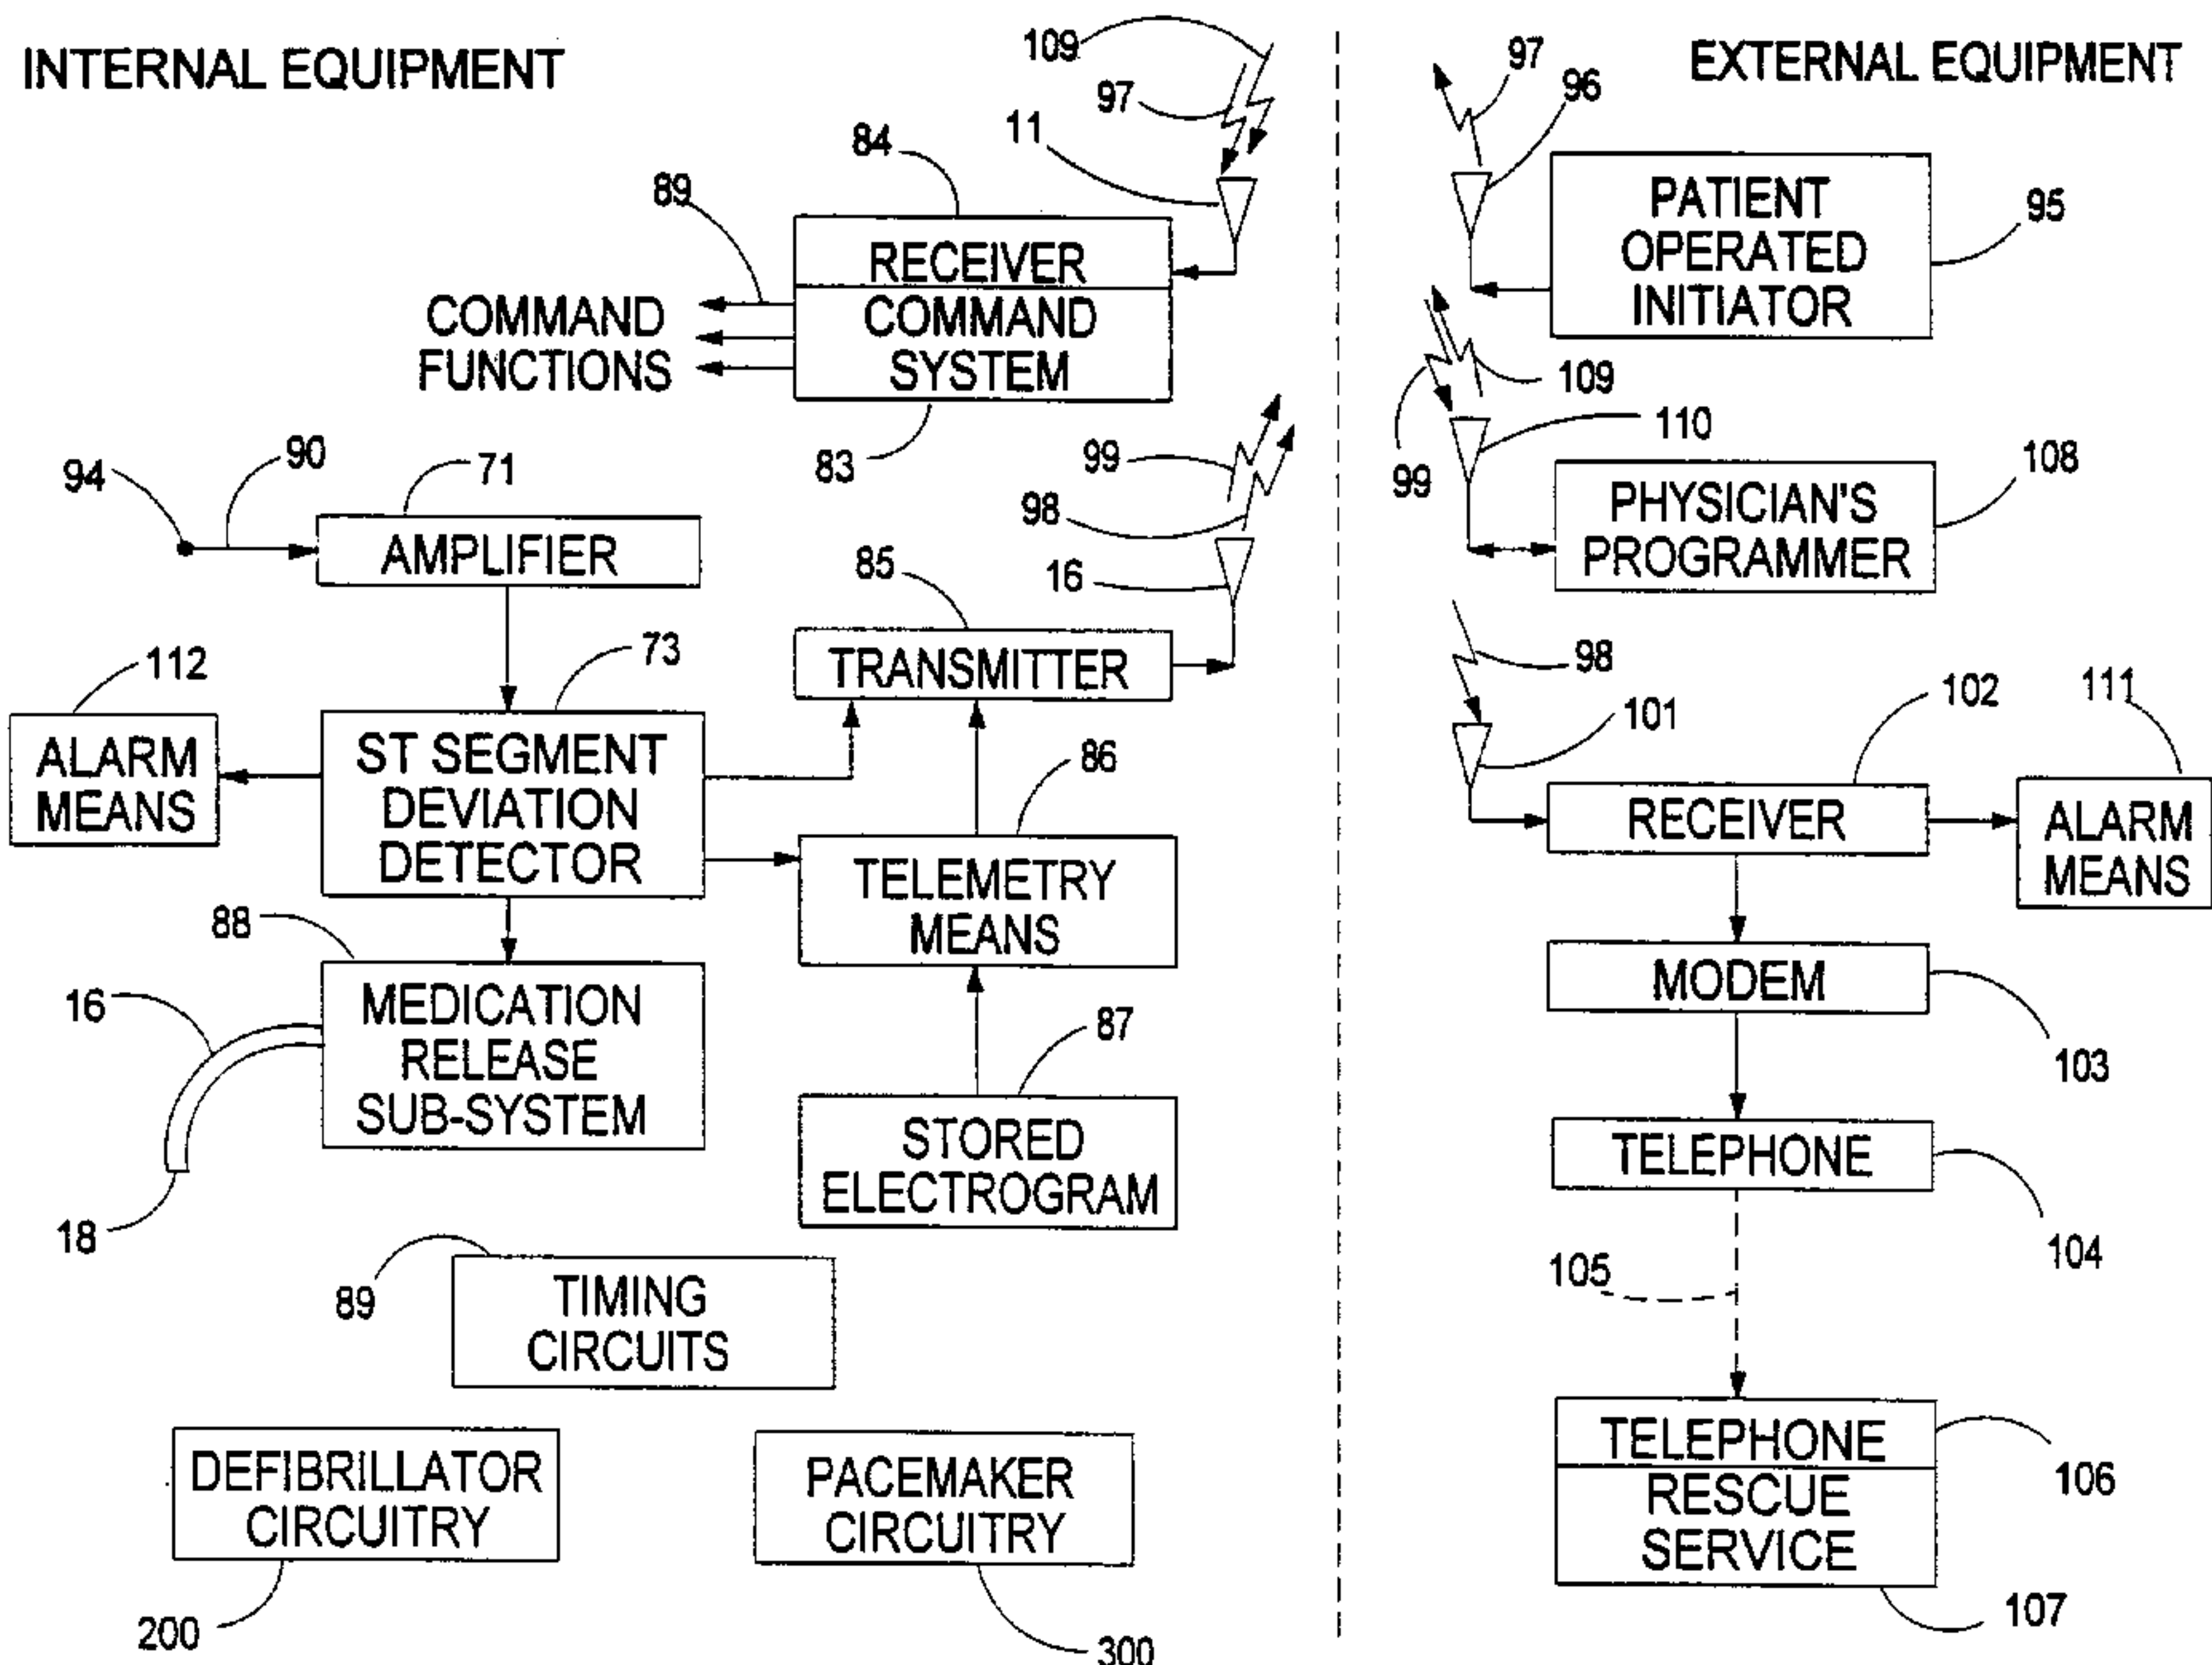 INTERNAL EQUIPMENT
109
97
11
84
89
RECEIVER
COMMAND
SYSTEM
COMMAND
FUNCTIONS
83
94
90
71
AMPLIFIER
99
98
16
85
TRANSMITTER
112
ALARM
MEANS
73
ST SEGMENT
DEVIATION
DETECTOR
86
TELEMETRY
MEANS
88
16
18
MEDICATION
RELEASE
SUB-SYSTEM
87
STORED
ELECTROGRAM
89
TIMING
CIRCUITS
DEFIBRILLATOR
CIRCUITRY
200
PACEMAKER
CIRCUITRY
300
EXTERNAL EQUIPMENT
97
96
PATIENT
OPERATED
INITIATOR
95
109
99
110
108
PHYSICIAN'S
PROGRAMMER
98
101
102
RECEIVER
111
ALARM
MEANS
MODEM
103
TELEPHONE
104
105
TELEPHONE
106
RESCUE
SERVICE
107